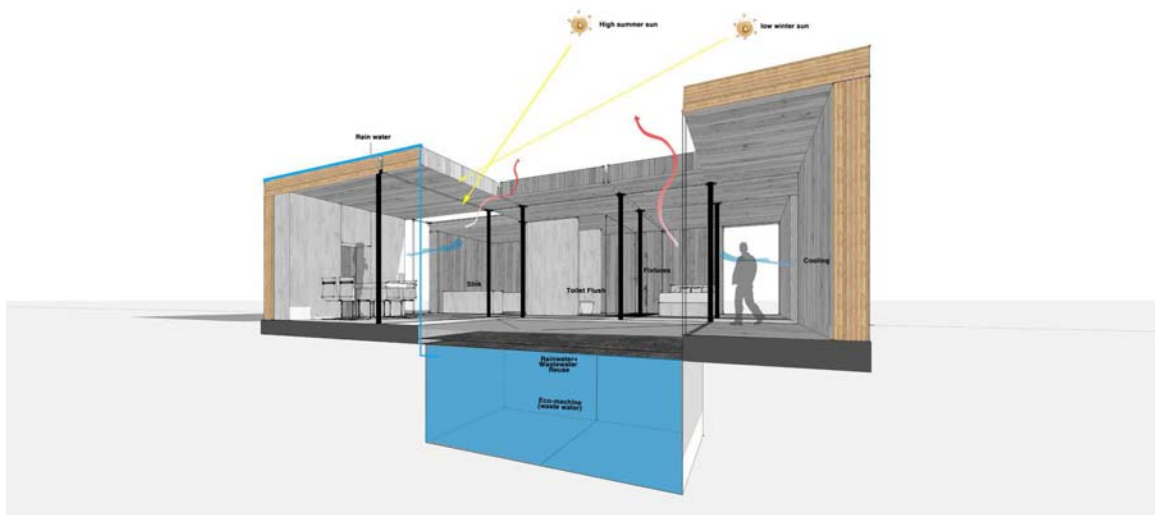 High summer sun
low winter sun
Rain water
Sink
Toilet Flush
Fixtures
Cooling
Rainwater+
Wastewater
Reuse
Eco-machine
(waste water)